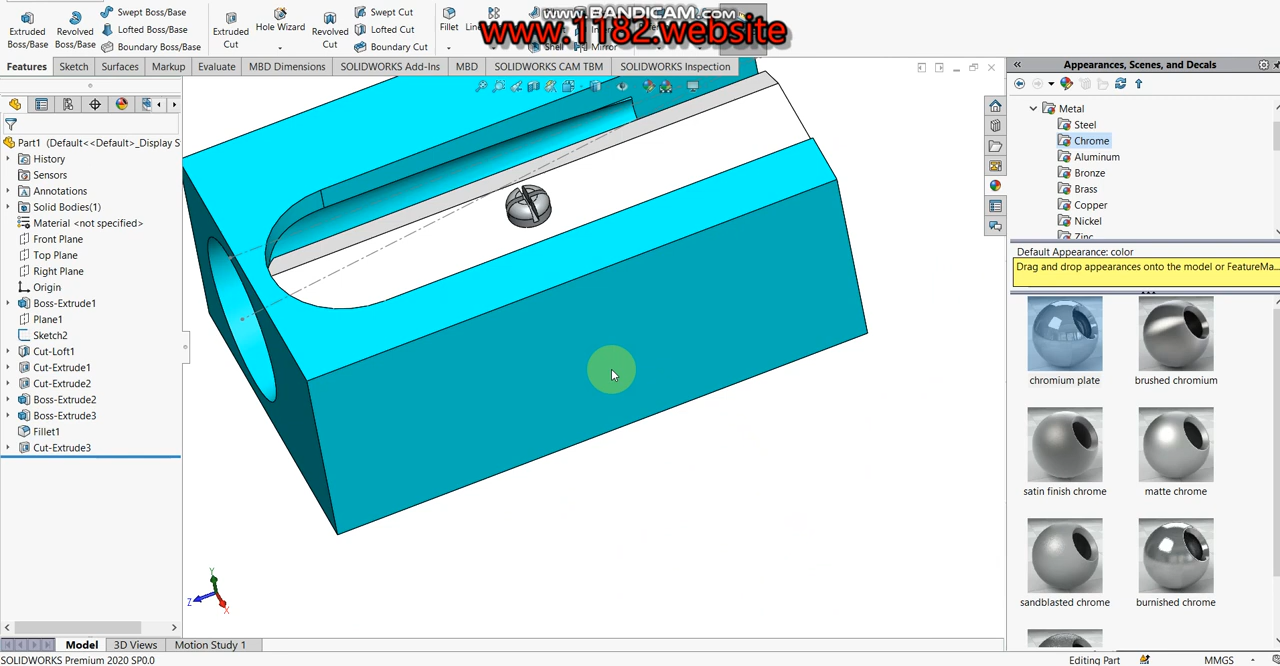 www.BANDICAM.com
www.1182.website
Extruded Boss/Base
Revolved Boss/Base
Swept Boss/Base
Lofted Boss/Base
Boundary Boss/Base
Extruded Cut
Hole Wizard
Revolved Cut
Swept Cut
Lofted Cut
Boundary Cut
Fillet
Shell
Mirror
Features
Sketch
Surfaces
Markup
Evaluate
MBD Dimensions
SOLIDWORKS Add-Ins
MBD
SOLIDWORKS CAM TBM
SOLIDWORKS Inspection
Part1 (Default<<Default>_Display S
History
Sensors
Annotations
Solid Bodies(1)
Material <not specified>
Front Plane
Top Plane
Right Plane
Origin
Boss-Extrude1
Plane1
Sketch2
Cut-Loft1
Cut-Extrude1
Cut-Extrude2
Boss-Extrude2
Boss-Extrude3
Fillet1
Cut-Extrude3
Y
Z
X
Appearances, Scenes, and Decals
Metal
Steel
Chrome
Aluminum
Bronze
Brass
Copper
Nickel
Zinc
Default Appearance: color
Drag and drop appearances onto the model or FeatureMa...
chromium plate
brushed chromium
satin finish chrome
matte chrome
sandblasted chrome
burnished chrome
Model
3D Views
Motion Study 1
SOLIDWORKS Premium 2020 SP0.0
Editing Part
MMGS